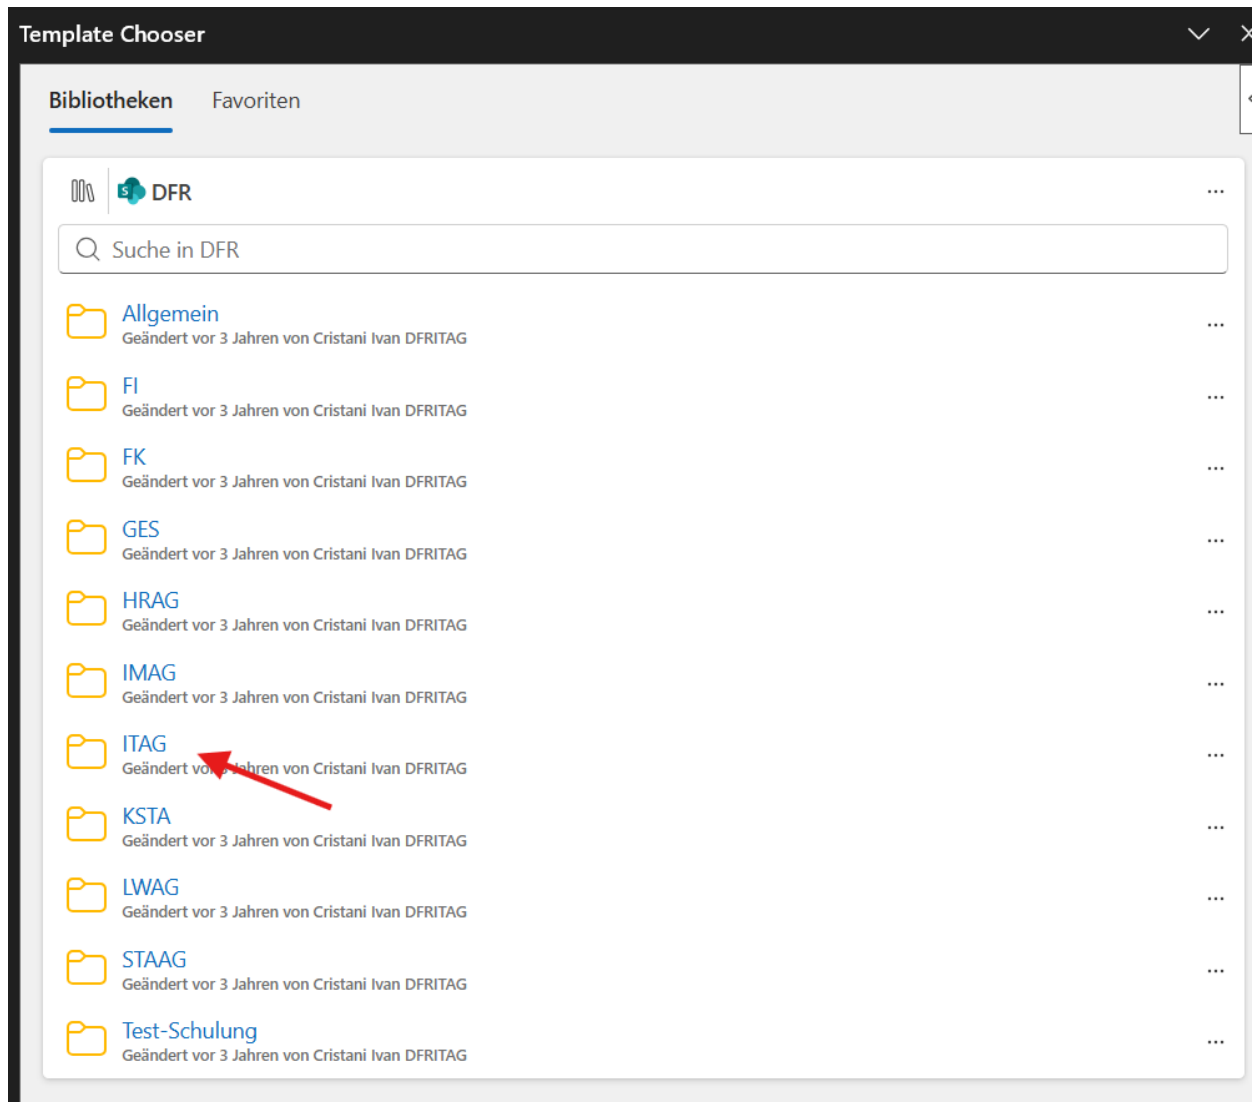 Template Chooser
Bibliotheken Favoriten
DFR
Suche in DFR
Allgemein
Geändert vor 3 Jahren von Cristani Ivan DFRITAG
FI
Geändert vor 3 Jahren von Cristani Ivan DFRITAG
FK
Geändert vor 3 Jahren von Cristani Ivan DFRITAG
GES
Geändert vor 3 Jahren von Cristani Ivan DFRITAG
HRAG
Geändert vor 3 Jahren von Cristani Ivan DFRITAG
IMAG
Geändert vor 3 Jahren von Cristani Ivan DFRITAG
ITAG
Geändert vor 3 Jahren von Cristani Ivan DFRITAG
KSTA
Geändert vor 3 Jahren von Cristani Ivan DFRITAG
LWAG
Geändert vor 3 Jahren von Cristani Ivan DFRITAG
STAAG
Geändert vor 3 Jahren von Cristani Ivan DFRITAG
Test-Schulung
Geändert vor 3 Jahren von Cristani Ivan DFRITAG